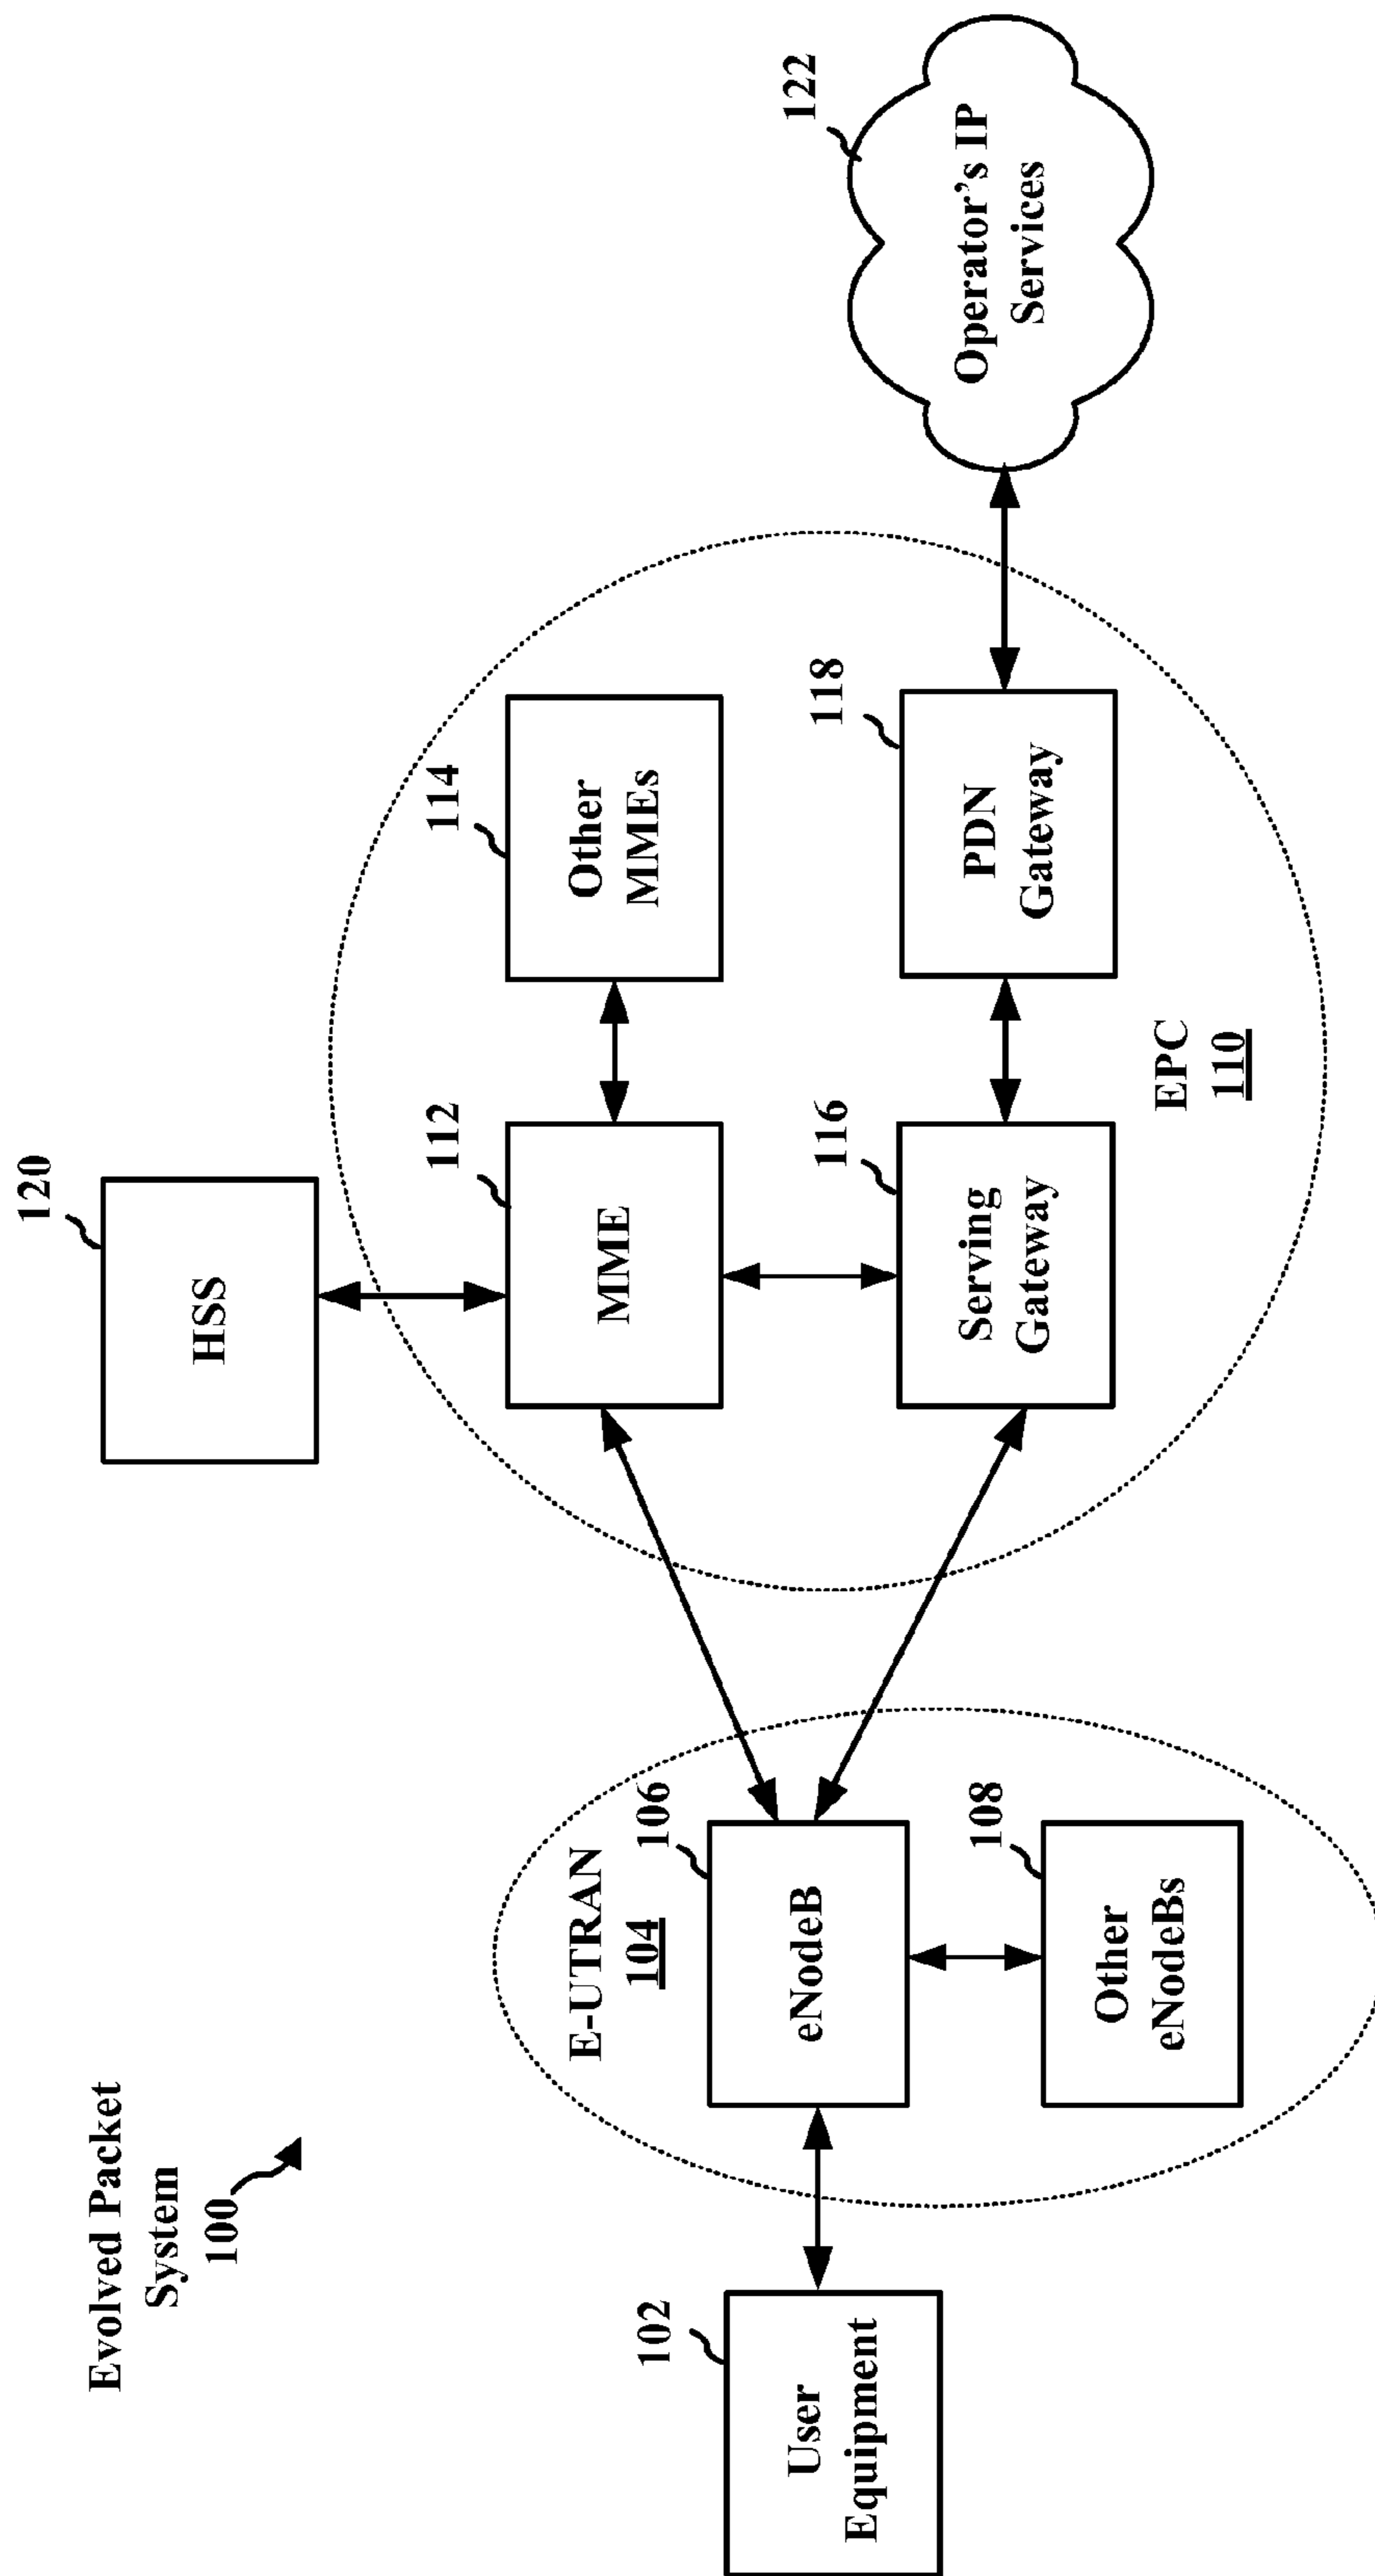 Evolved Packet
System
100
120
HSS
E-UTRAN
104
112
MME
114
Other
MMEs
102
User
Equipment
106
eNodeB
108
Other
eNodeBs
116
Serving
Gateway
118
PDN
Gateway
122
Operator's IP
Services
EPC
110